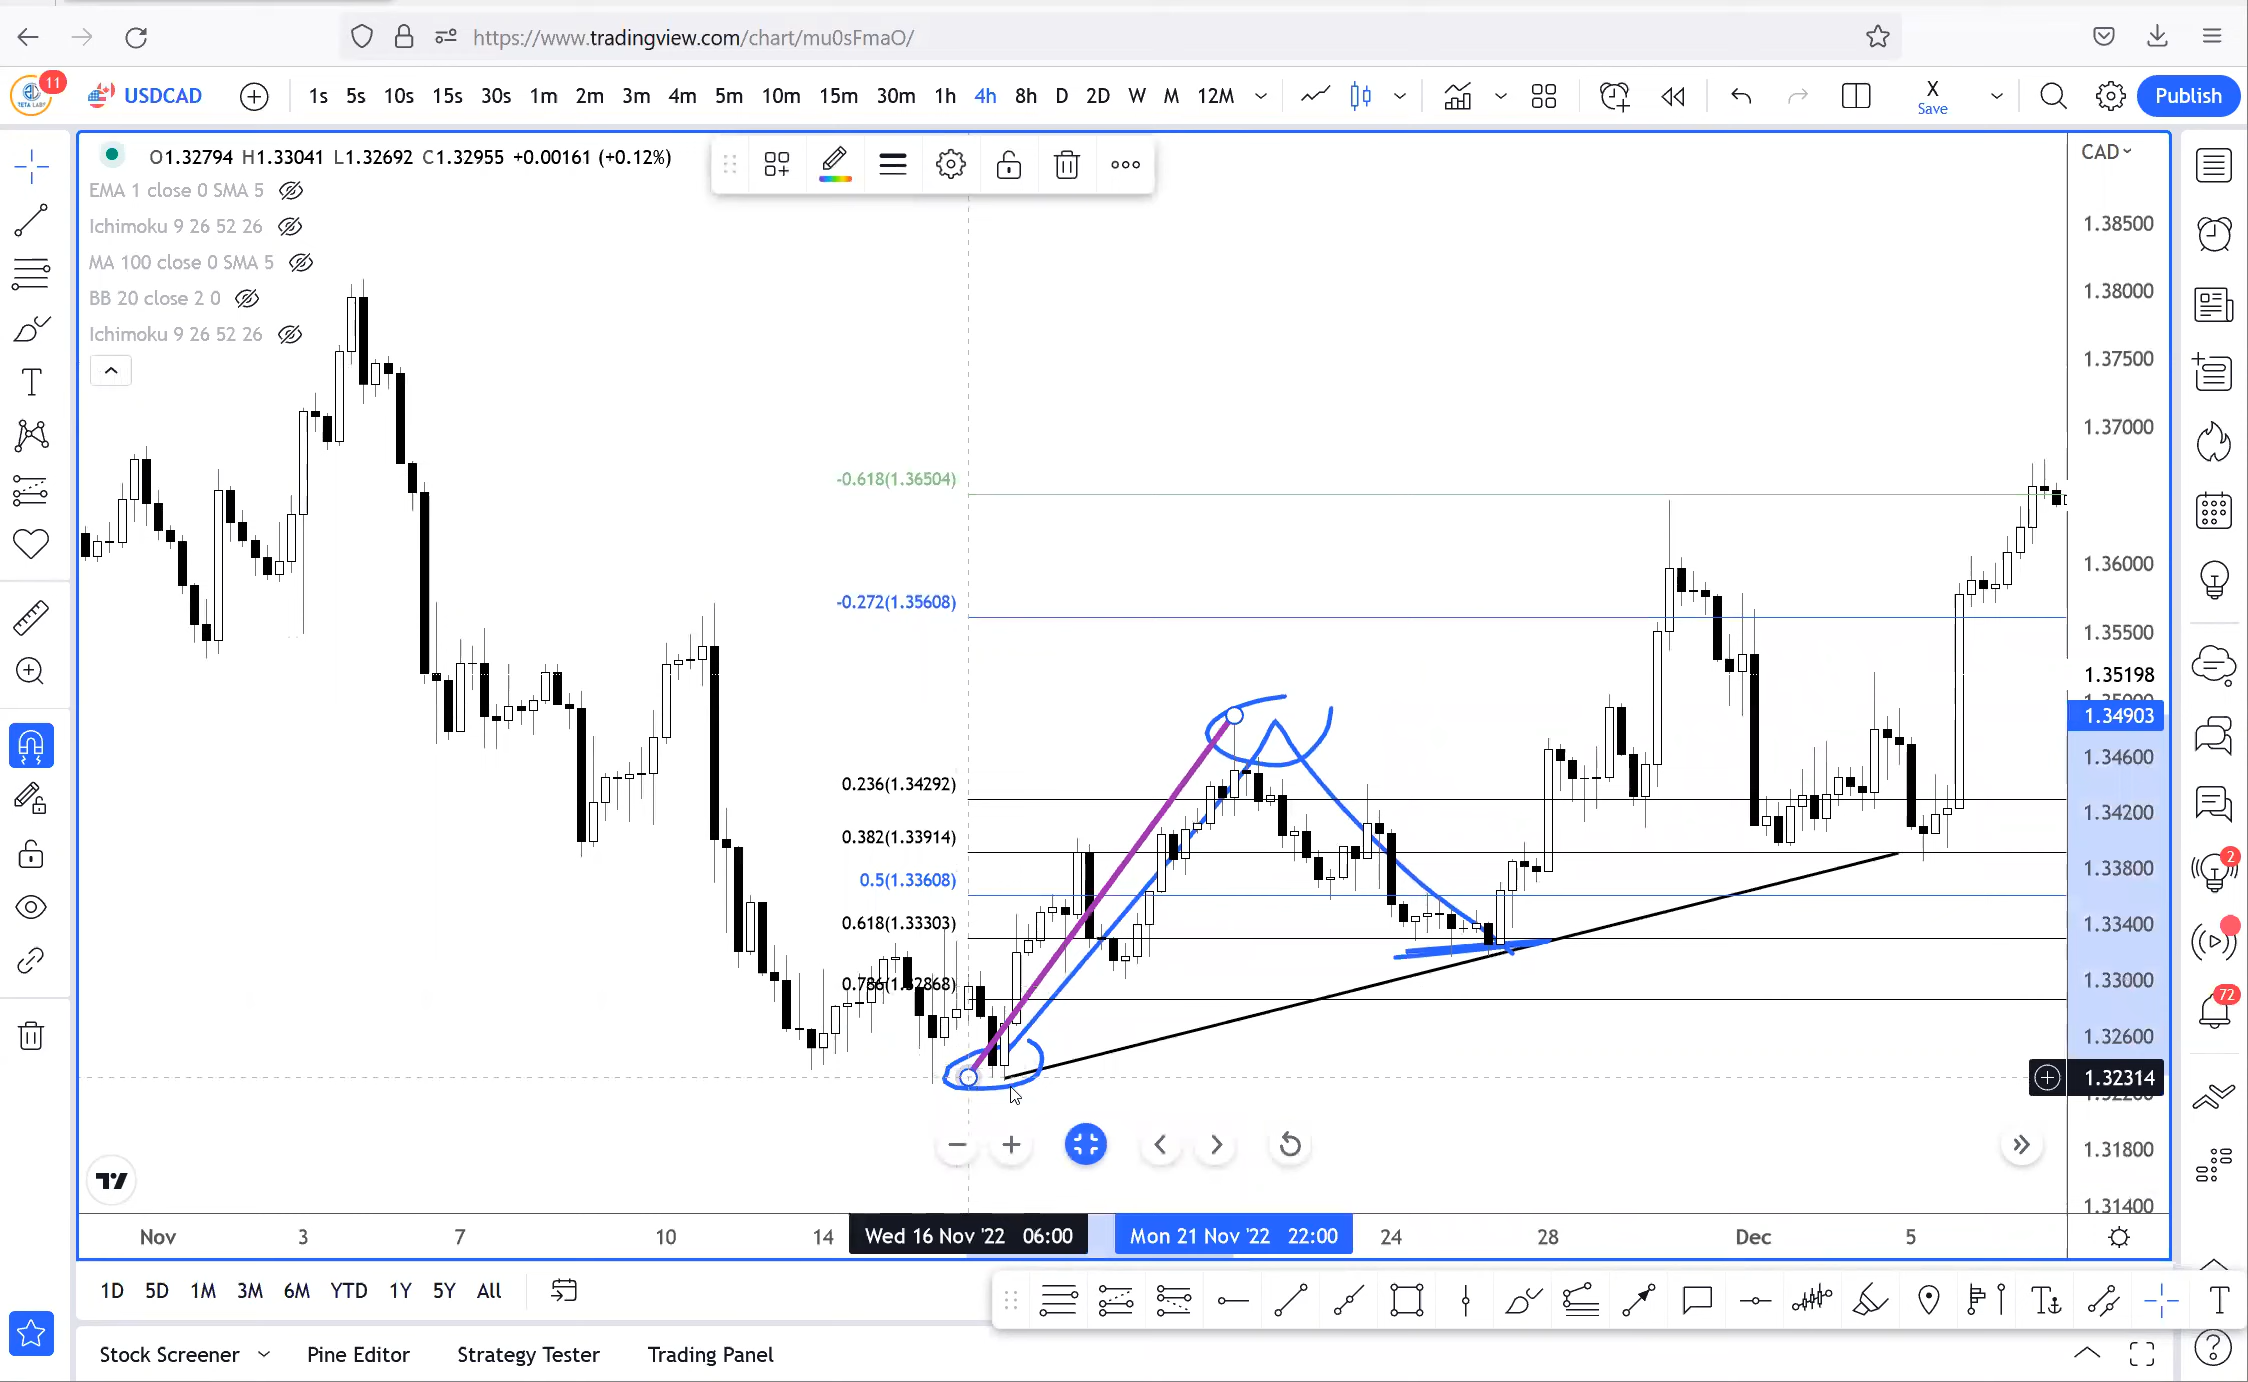 https://www.tradingview.com/chart/mu0sFmaO/
11
USDCAD 1s 5s 10s 15s 30s 1m 2m 3m 4m 5m 10m 15m 30m 1h 4h 8h D 2D W M 12M X Save Publish
O1.32794 H1.33041 L1.32692 C1.32955 +0.00161 (+0.12%)
EMA 1 close 0 SMA 5
Ichimoku 9 26 52 26
MA 100 close 0 SMA 5
BB 20 close 2 0
Ichimoku 9 26 52 26
CAD
1.38500
1.38000
1.37500
1.37000
-0.618(1.36504)
1.36000
-0.272(1.35608)
1.35500
1.35198
1.34903
1.34600
0.236(1.34292)
1.34200
0.382(1.33914)
1.33800
0.5(1.33608)
0.618(1.33303)
1.33400
0.786(1.32868)
1.33000
1.32600
1.32314
1.31800
1.31400
2
72
Nov 3 7 10 14 Wed 16 Nov '22 06:00 Mon 21 Nov '22 22:00 24 28 Dec 5
1D 5D 1M 3M 6M YTD 1Y 5Y All
Stock Screener Pine Editor Strategy Tester Trading Panel